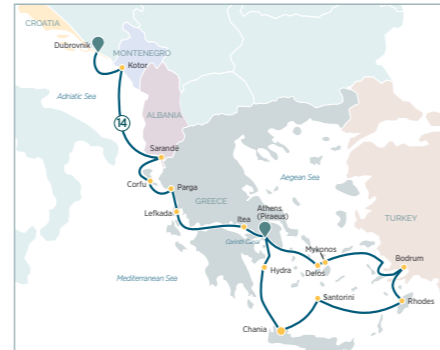 CROATIA
Dubrovnik
MONTENEGRO
Kotor
Adriatic Sea
14
ALBANIA
Sarande
Corfu
Parga
GREECE
Lefkada
Itea
Athens
(Piraeus)
Corinth Canal
Aegean Sea
TURKEY
Mykonos
Delos
Bodrum
Hydra
Mediterranean Sea
Santorini
Rhodes
Chania